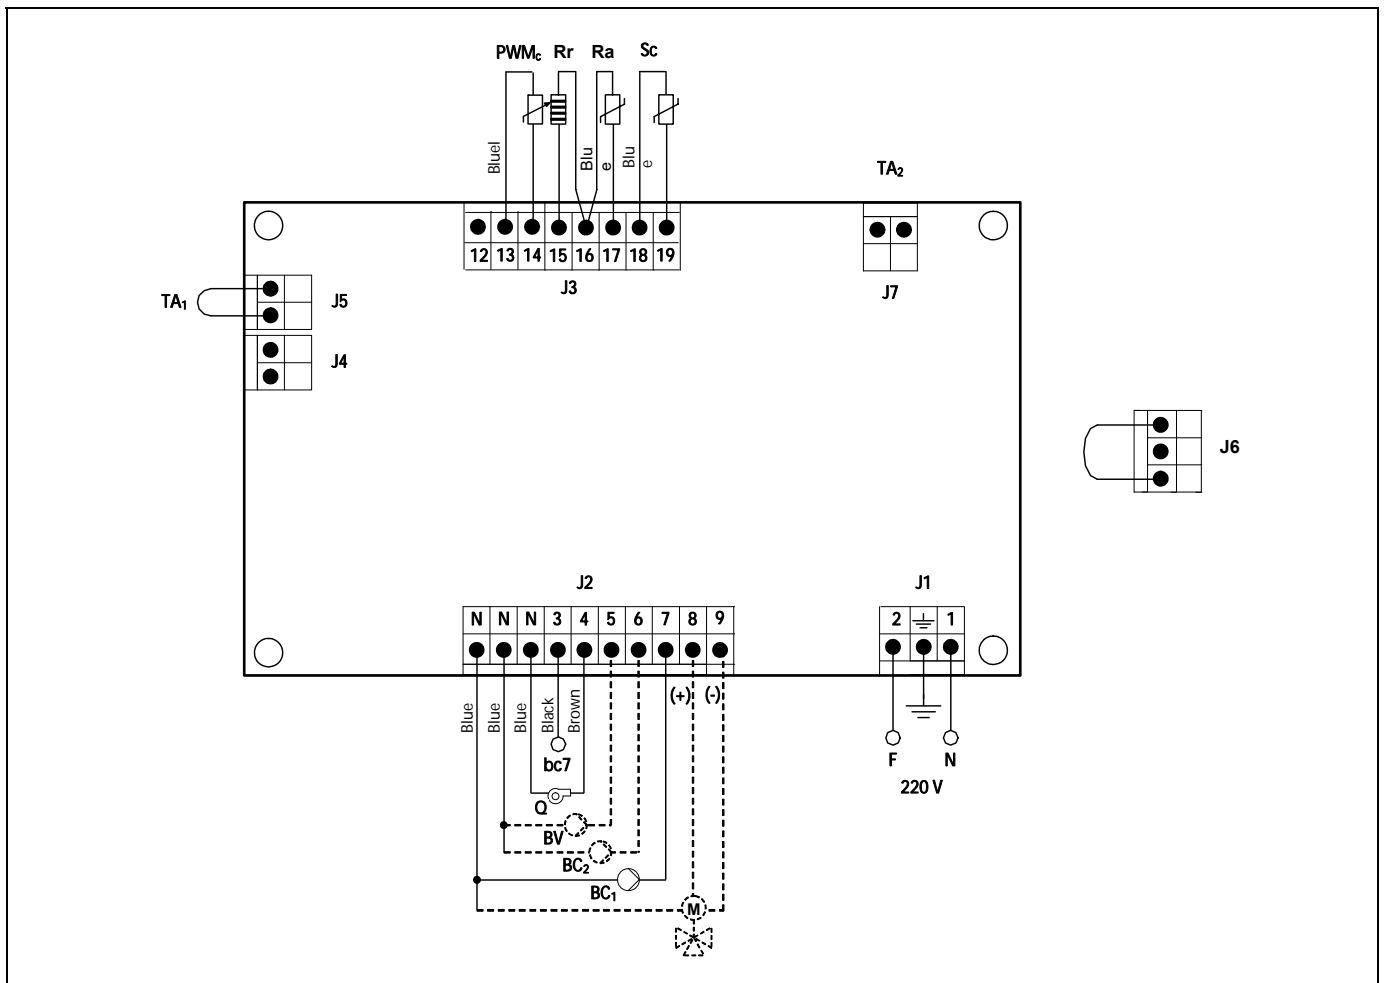 PWMc Rr Ra Sc
Bluel
Blu
e
Blu
e
TA2
12 13 14 15 16 17 18 19
J3
J7
TA1
J5
J4
J6
J2
J1
N N N 3 4 5 6 7 8 9
2 1
(+) (-)
Blue
Blue
Blue
Black
Brown
bc7
F N
220 V
Q
BV
BC2
BC1
M